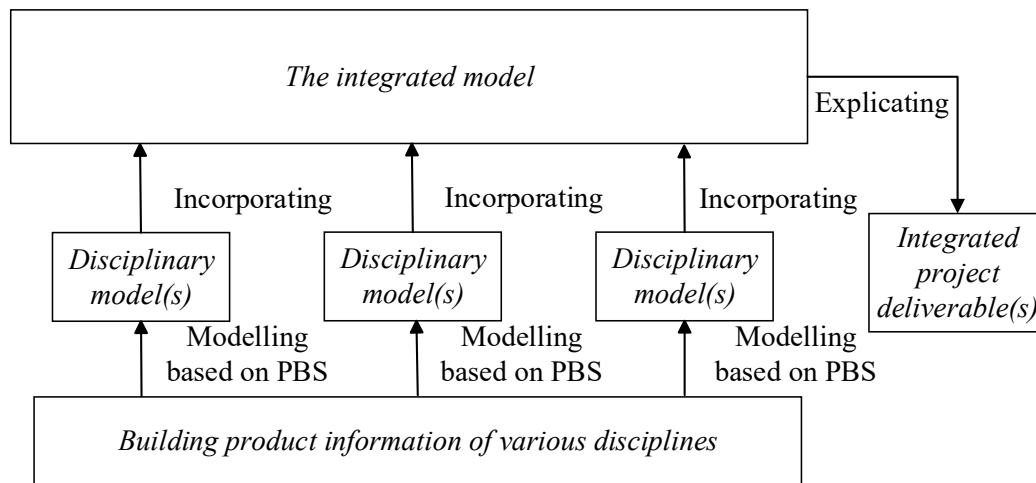 The integrated model
Explicating
Incorporating
Incorporating
Incorporating
Disciplinary
model(s)
Disciplinary
model(s)
Disciplinary
model(s)
Integrated
project
deliverable(s)
Modelling
based on PBS
Modelling
based on PBS
Modelling
based on PBS
Building product information of various disciplines